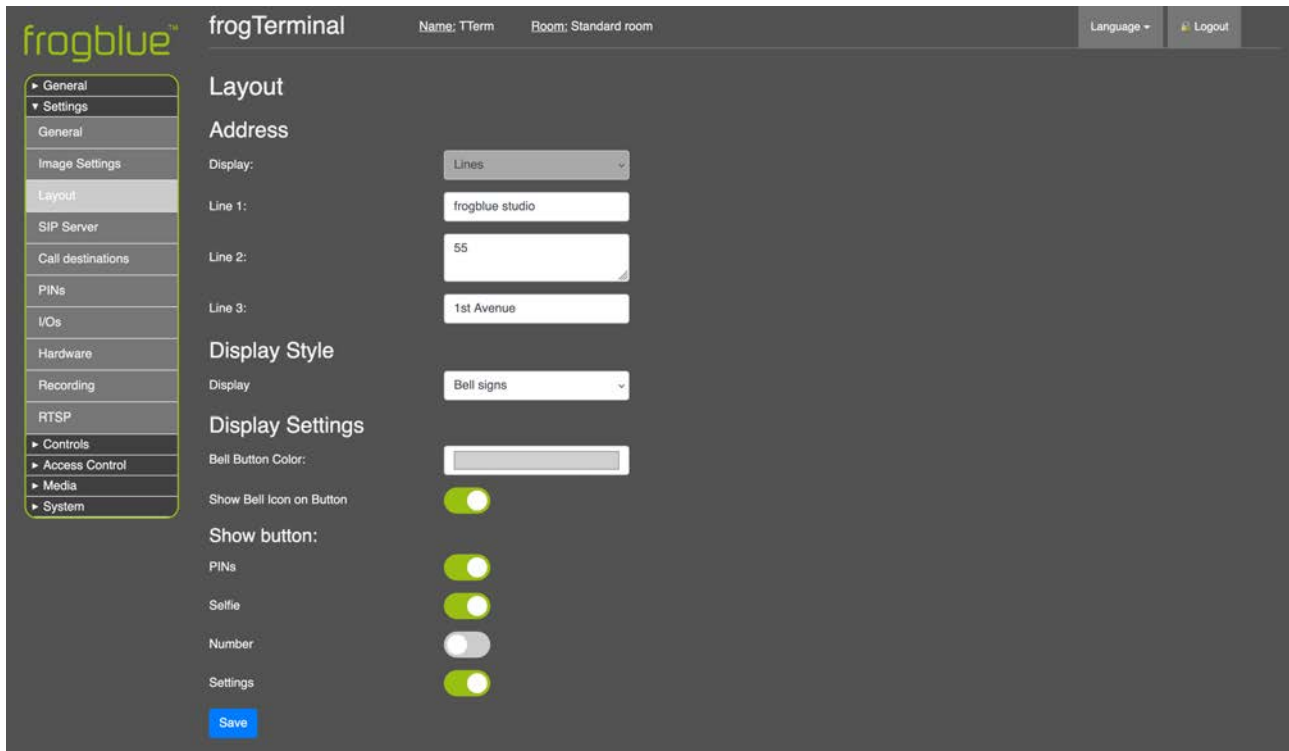 frogblue™
frogTerminal
Name: TTerm
Room: Standard room
Language
Logout
General
Settings
General
Image Settings
Layout
SIP Server
Call destinations
PINs
I/Os
Hardware
Recording
RTSP
Controls
Access Control
Media
System
Layout
Address
Display:
Lines
Line 1:
frogblue studio
Line 2:
55
Line 3:
1st Avenue
Display Style
Display
Bell signs
Display Settings
Bell Button Color:
Show Bell Icon on Button
Show button:
PINs
Selfie
Number
Settings
Save